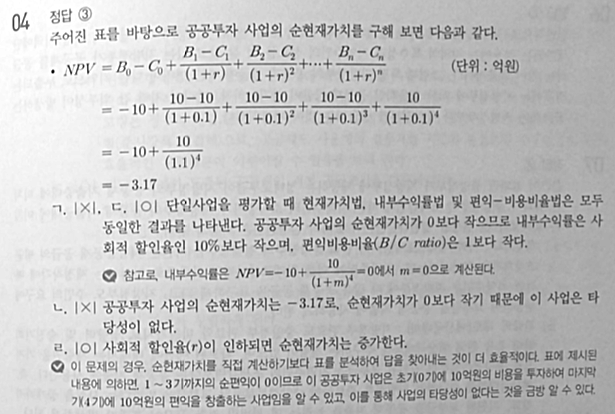 04 정답 ③
주어진 표를 바탕으로 공공투자 사업의 순현재가치를 구해 보면 다음과 같다.
• NPV = B₀ − C₀ + (B₁ − C₁)/(1+r) + (B₂ − C₂)/(1+r)² + ⋯ + (Bₙ − Cₙ)/(1+r)ⁿ (단위 : 억원)
= −10 + (10 − 10)/(1+0.1) + (10 − 10)/(1+0.1)² + (10 − 10)/(1+0.1)³ + 10/(1+0.1)⁴
= −10 + 10/(1.1)⁴
= −3.17
ㄱ. |×|, ㄷ. |○| 단일사업을 평가할 때 현재가치법, 내부수익률법 및 편익−비용비율법은 모두
동일한 결과를 나타낸다. 공공투자 사업의 순현재가치가 0보다 작으므로 내부수익률은 사
회적 할인율인 10%보다 작으며, 편익비용비율(B/C ratio)은 1보다 작다.
참고로, 내부수익률은 NPV = −10 + 10/(1+m)⁴ = 0에서 m = 0으로 계산된다.
ㄴ. |×| 공공투자 사업의 순현재가치는 −3.17로, 순현재가치가 0보다 작기 때문에 이 사업은 타
당성이 없다.
ㄹ. |○| 사회적 할인율(r)이 인하되면 순현재가치는 증가한다.
이 문제의 경우, 순현재가치를 직접 계산하기보다 표를 분석하여 답을 찾아내는 것이 더 효율적이다. 표에 제시된
내용에 의하면, 1 ~ 3기까지의 순편익이 0이므로 이 공공투자 사업은 초기(0기)에 10억원의 비용을 투자하여 마지막
기(4기)에 10억원의 편익을 창출하는 사업임을 알 수 있고, 이를 통해 사업의 타당성이 없다는 것을 금방 알 수 있다.